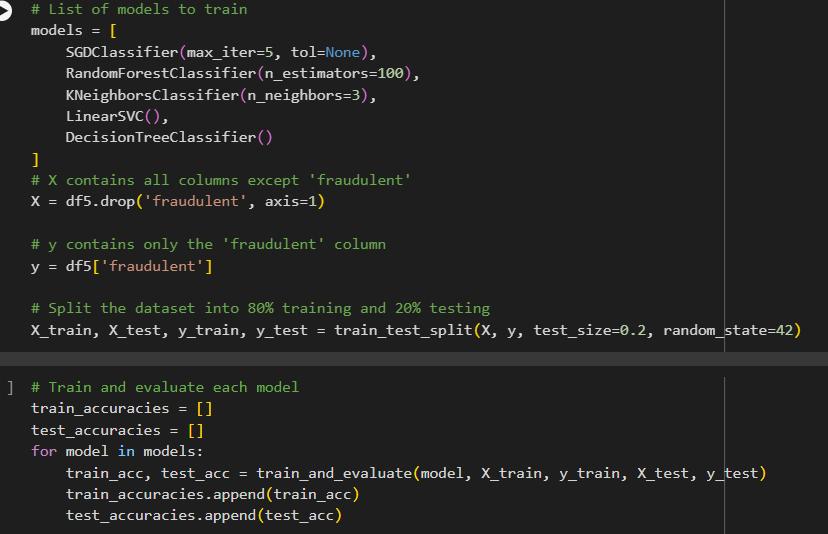 # List of models to train
models = [
    SGDClassifier(max_iter=5, tol=None),
    RandomForestClassifier(n_estimators=100),
    KNeighborsClassifier(n_neighbors=3),
    LinearSVC(),
    DecisionTreeClassifier()
]
# X contains all columns except 'fraudulent'
X = df5.drop('fraudulent', axis=1)

# y contains only the 'fraudulent' column
y = df5['fraudulent']

# Split the dataset into 80% training and 20% testing
X_train, X_test, y_train, y_test = train_test_split(X, y, test_size=0.2, random_state=42)

] # Train and evaluate each model
train_accuracies = []
test_accuracies = []
for model in models:
    train_acc, test_acc = train_and_evaluate(model, X_train, y_train, X_test, y_test)
    train_accuracies.append(train_acc)
    test_accuracies.append(test_acc)